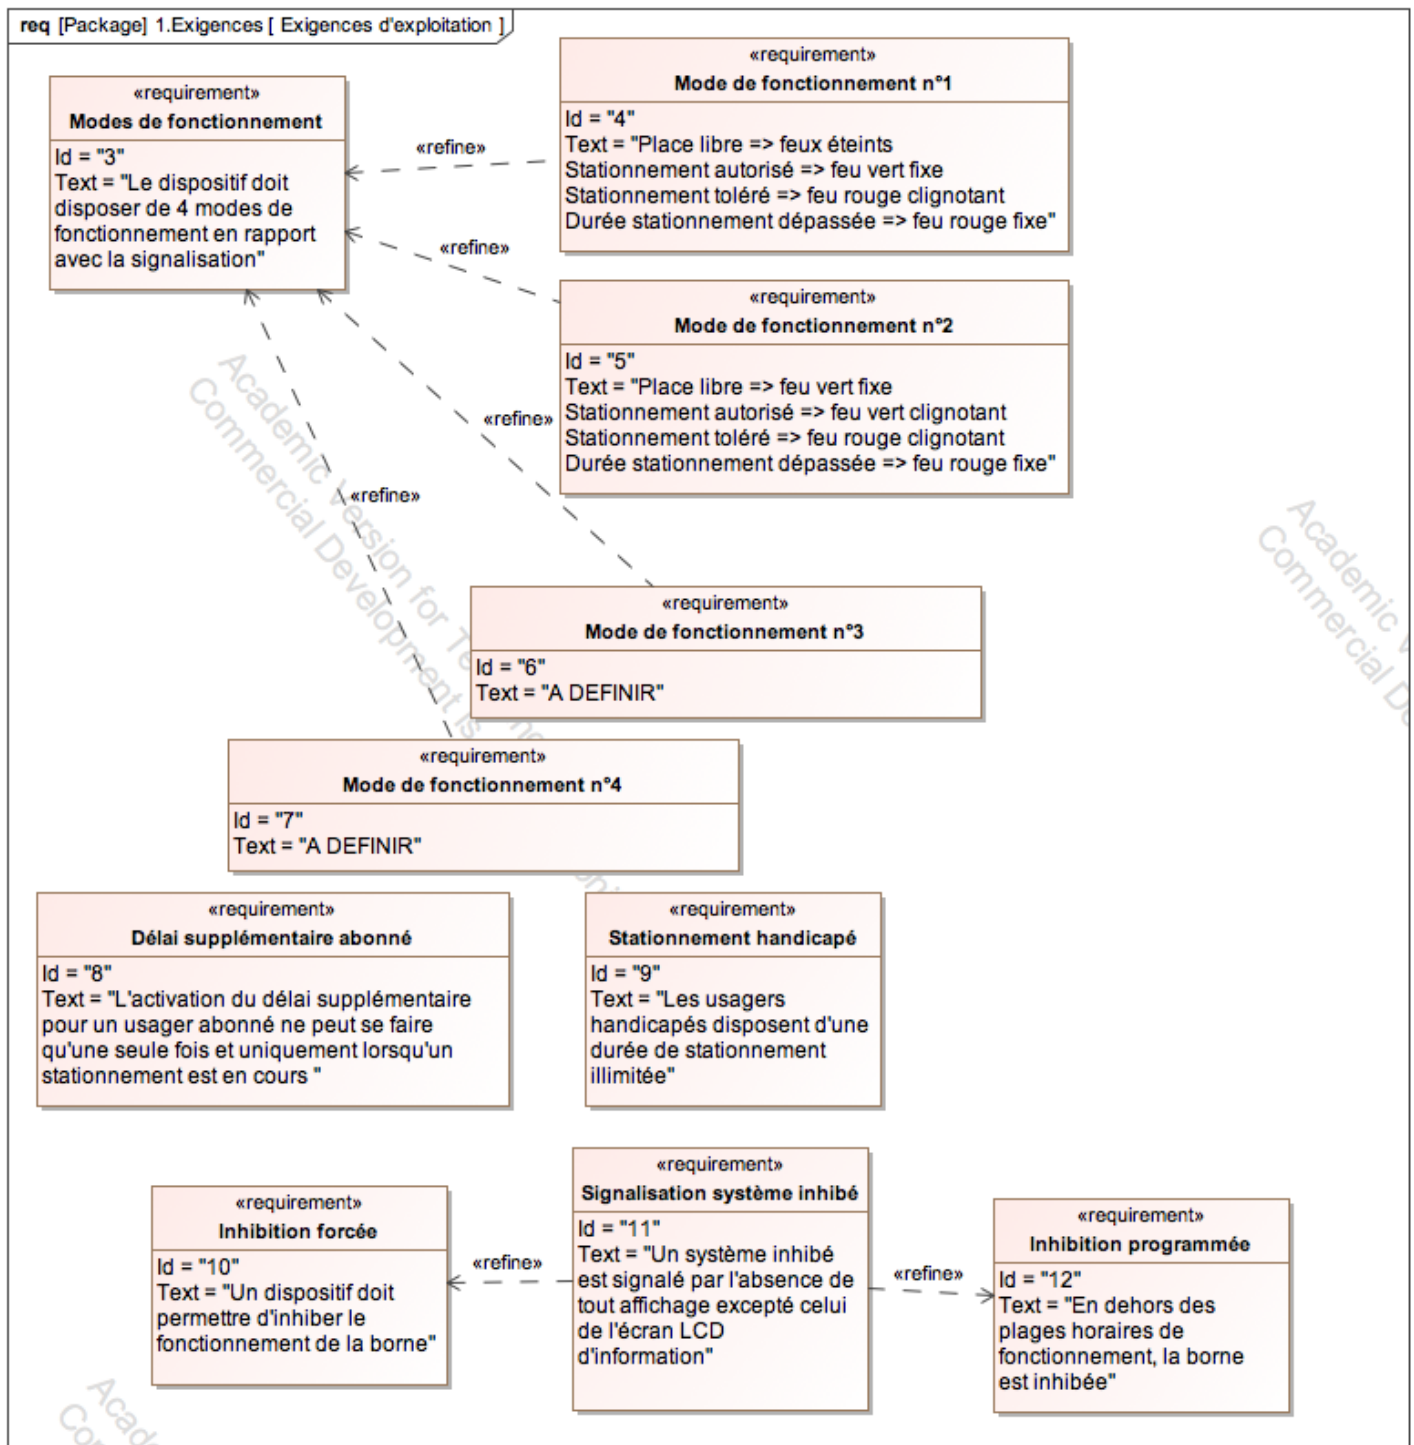 req [Package] 1.Exigences [ Exigences d'exploitation ]
«requirement»
Modes de fonctionnement
Id = "3"
Text = "Le dispositif doit
disposer de 4 modes de
fonctionnement en rapport
avec la signalisation"
«refine»
«requirement»
Mode de fonctionnement n°1
Id = "4"
Text = "Place libre => feux éteints
Stationnement autorisé => feu vert fixe
Stationnement toléré => feu rouge clignotant
Durée stationnement dépassée => feu rouge fixe"
«refine»
«requirement»
Mode de fonctionnement n°2
Id = "5"
Text = "Place libre => feu vert fixe
Stationnement autorisé => feu vert clignotant
Stationnement toléré => feu rouge clignotant
Durée stationnement dépassée => feu rouge fixe"
«refine»
«refine»
«requirement»
Mode de fonctionnement n°3
Id = "6"
Text = "A DEFINIR"
«requirement»
Mode de fonctionnement n°4
Id = "7"
Text = "A DEFINIR"
«requirement»
Délai supplémentaire abonné
Id = "8"
Text = "L'activation du délai supplémentaire
pour un usager abonné ne peut se faire
qu'une seule fois et uniquement lorsqu'un
stationnement est en cours "
«requirement»
Stationnement handicapé
Id = "9"
Text = "Les usagers
handicapés disposent d'une
durée de stationnement
illimitée"
«requirement»
Inhibition forcée
Id = "10"
Text = "Un dispositif doit
permettre d'inhiber le
fonctionnement de la borne"
«refine»
«requirement»
Signalisation système inhibé
Id = "11"
Text = "Un système inhibé
est signalé par l'absence de
tout affichage excepté celui
de l'écran LCD
d'information"
«refine»
«requirement»
Inhibition programmée
Id = "12"
Text = "En dehors des
plages horaires de
fonctionnement, la borne
est inhibée"
Academic Version for
Commercial Development is
Academic
Commercial